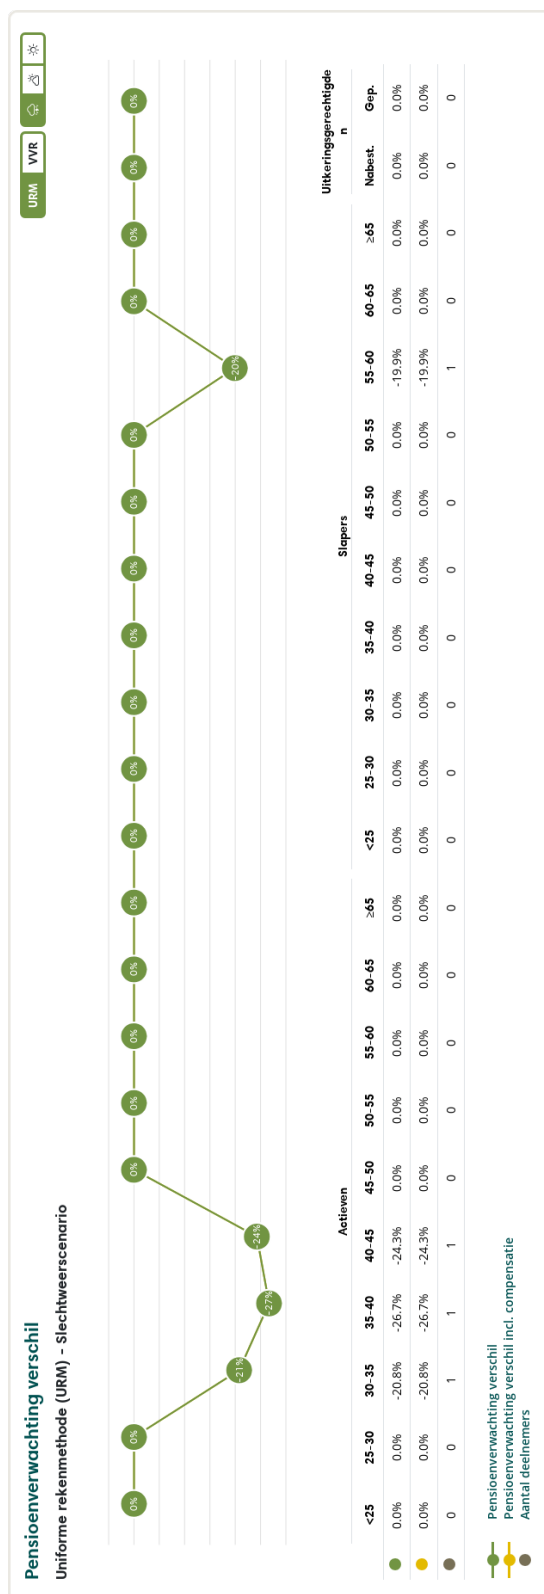 Pensioenverwachting verschil
Uniforme rekenmethode (URM) - Slechtweerscenario
URM VVR
0% 0% -21% -27% -24% 0% 0% 0% 0% 0% 0% 0% 0% 0% 0% 0% 0% -20% 0% 0% 0% 0%
Actieven Slapers Uitkeringsgerechtigde
n
<25 25-30 30-35 35-40 40-45 45-50 50-55 55-60 60-65 ≥65 <25 25-30 30-35 35-40 40-45 45-50 50-55 55-60 60-65 ≥65 Nabest. Gep.
0.0% 0.0% -20.8% -26.7% -24.3% 0.0% 0.0% 0.0% 0.0% 0.0% 0.0% 0.0% 0.0% 0.0% 0.0% 0.0% 0.0% -19.9% 0.0% 0.0% 0.0% 0.0%
0.0% 0.0% -20.8% -26.7% -24.3% 0.0% 0.0% 0.0% 0.0% 0.0% 0.0% 0.0% 0.0% 0.0% 0.0% 0.0% 0.0% -19.9% 0.0% 0.0% 0.0% 0.0%
0 0 1 1 1 0 0 0 0 0 0 0 0 0 0 0 0 1 0 0 0 0
Pensioenverwachting verschil
Pensioenverwachting verschil incl. compensatie
Aantal deelnemers